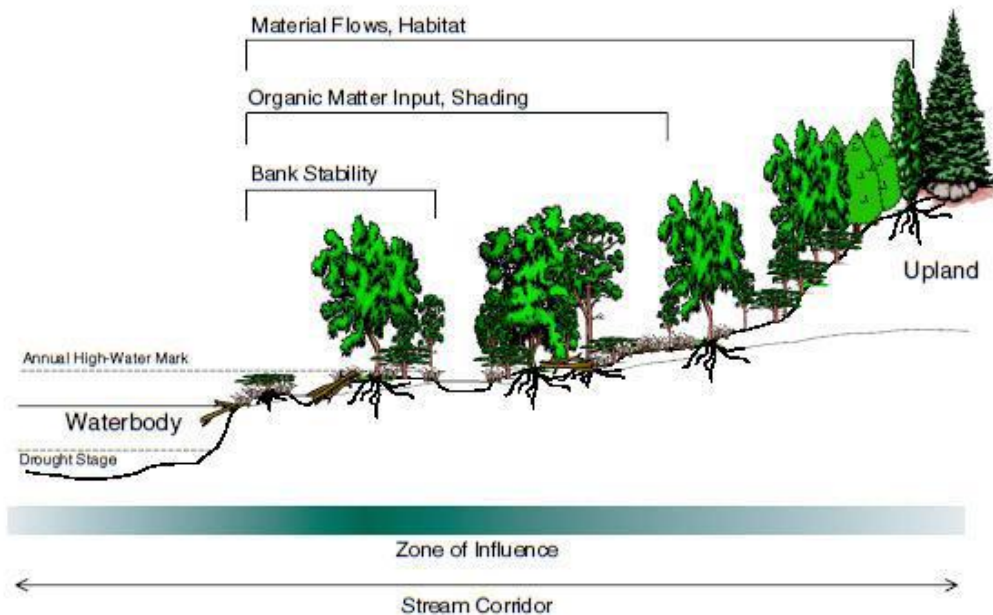 Material Flows, Habitat
Organic Matter Input, Shading
Bank Stability
Upland
Annual High-Water Mark
Waterbody
Drought Stage
Zone of Influence
Stream Corridor